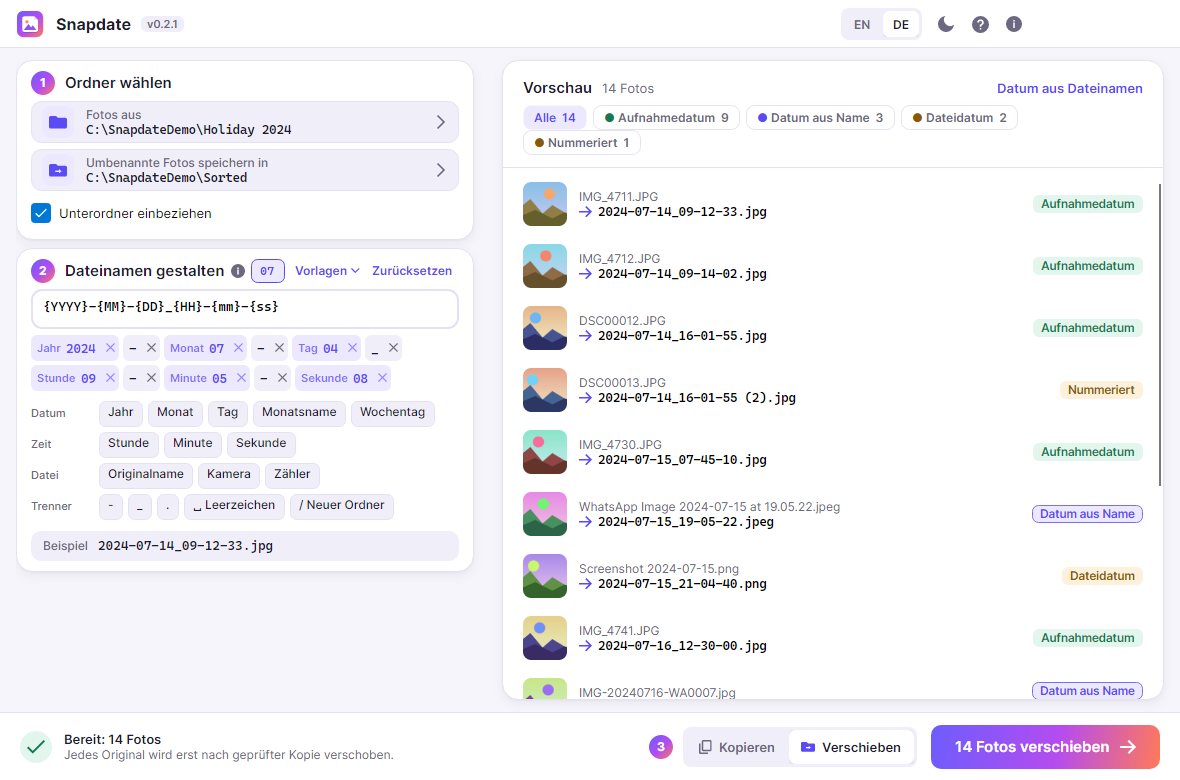 Snapdate v0.2.1 EN DE
1 Ordner wählen
Fotos aus
C:\SnapdateDemo\Holiday 2024
Umbenannte Fotos speichern in
C:\SnapdateDemo\Sorted
Unterordner einbeziehen
2 Dateinamen gestalten 07 Vorlagen Zurücksetzen
{YYYY}-{MM}-{DD}_{HH}-{mm}-{ss}
Jahr 2024 × - × Monat 07 × - × Tag 04 × _ ×
Stunde 09 × - × Minute 05 × - × Sekunde 08 ×
Datum Jahr Monat Tag Monatsname Wochentag
Zeit Stunde Minute Sekunde
Datei Originalname Kamera Zähler
Trenner - _ . ␣ Leerzeichen / Neuer Ordner
Beispiel 2024-07-14_09-12-33.jpg
Vorschau 14 Fotos Datum aus Dateinamen
Alle 14 Aufnahmedatum 9 Datum aus Name 3 Dateidatum 2
Nummeriert 1
IMG_4711.JPG
→ 2024-07-14_09-12-33.jpg Aufnahmedatum
IMG_4712.JPG
→ 2024-07-14_09-14-02.jpg Aufnahmedatum
DSC00012.JPG
→ 2024-07-14_16-01-55.jpg Aufnahmedatum
DSC00013.JPG
→ 2024-07-14_16-01-55 (2).jpg Nummeriert
IMG_4730.JPG
→ 2024-07-15_07-45-10.jpg Aufnahmedatum
WhatsApp Image 2024-07-15 at 19.05.22.jpeg
→ 2024-07-15_19-05-22.jpeg Datum aus Name
Screenshot 2024-07-15.png
→ 2024-07-15_21-04-40.png Dateidatum
IMG_4741.JPG
→ 2024-07-16_12-30-00.jpg Aufnahmedatum
IMG-20240716-WA0007.jpg Datum aus Name
Bereit: 14 Fotos
Jedes Original wird erst nach geprüfter Kopie verschoben.
3 Kopieren Verschieben 14 Fotos verschieben →